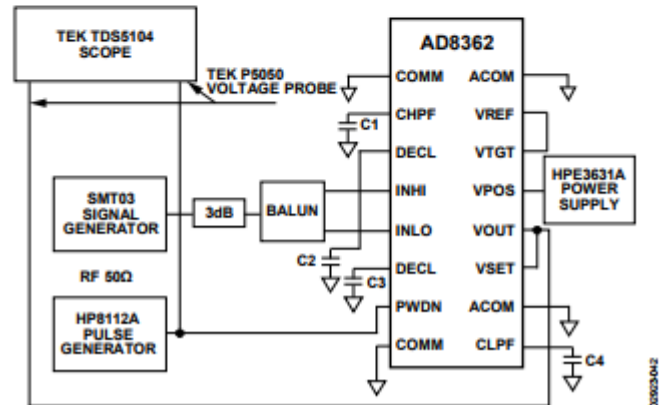 TEK TDS5104
SCOPE
TEK P5050
VOLTAGE PROBE
SMT03
SIGNAL
GENERATOR
3dB
BALUN
RF 50Ω
HP8112A
PULSE
GENERATOR
C1
C2
C3
AD8362
COMM
ACOM
CHPF
VREF
DECL
VTGT
INHI
VPOS
INLO
VOUT
DECL
VSET
PWDN
ACOM
COMM
CLPF
HPE3631A
POWER
SUPPLY
C4
02923-042